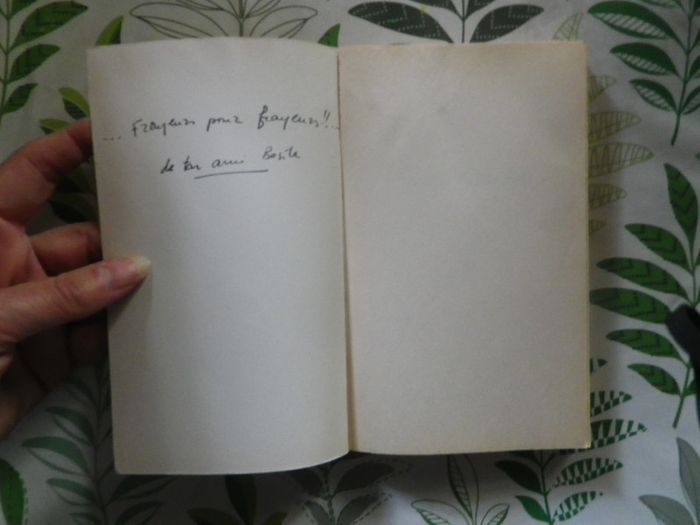 ... Frayeurs pour frayeurs!!...
de ton ami Basile